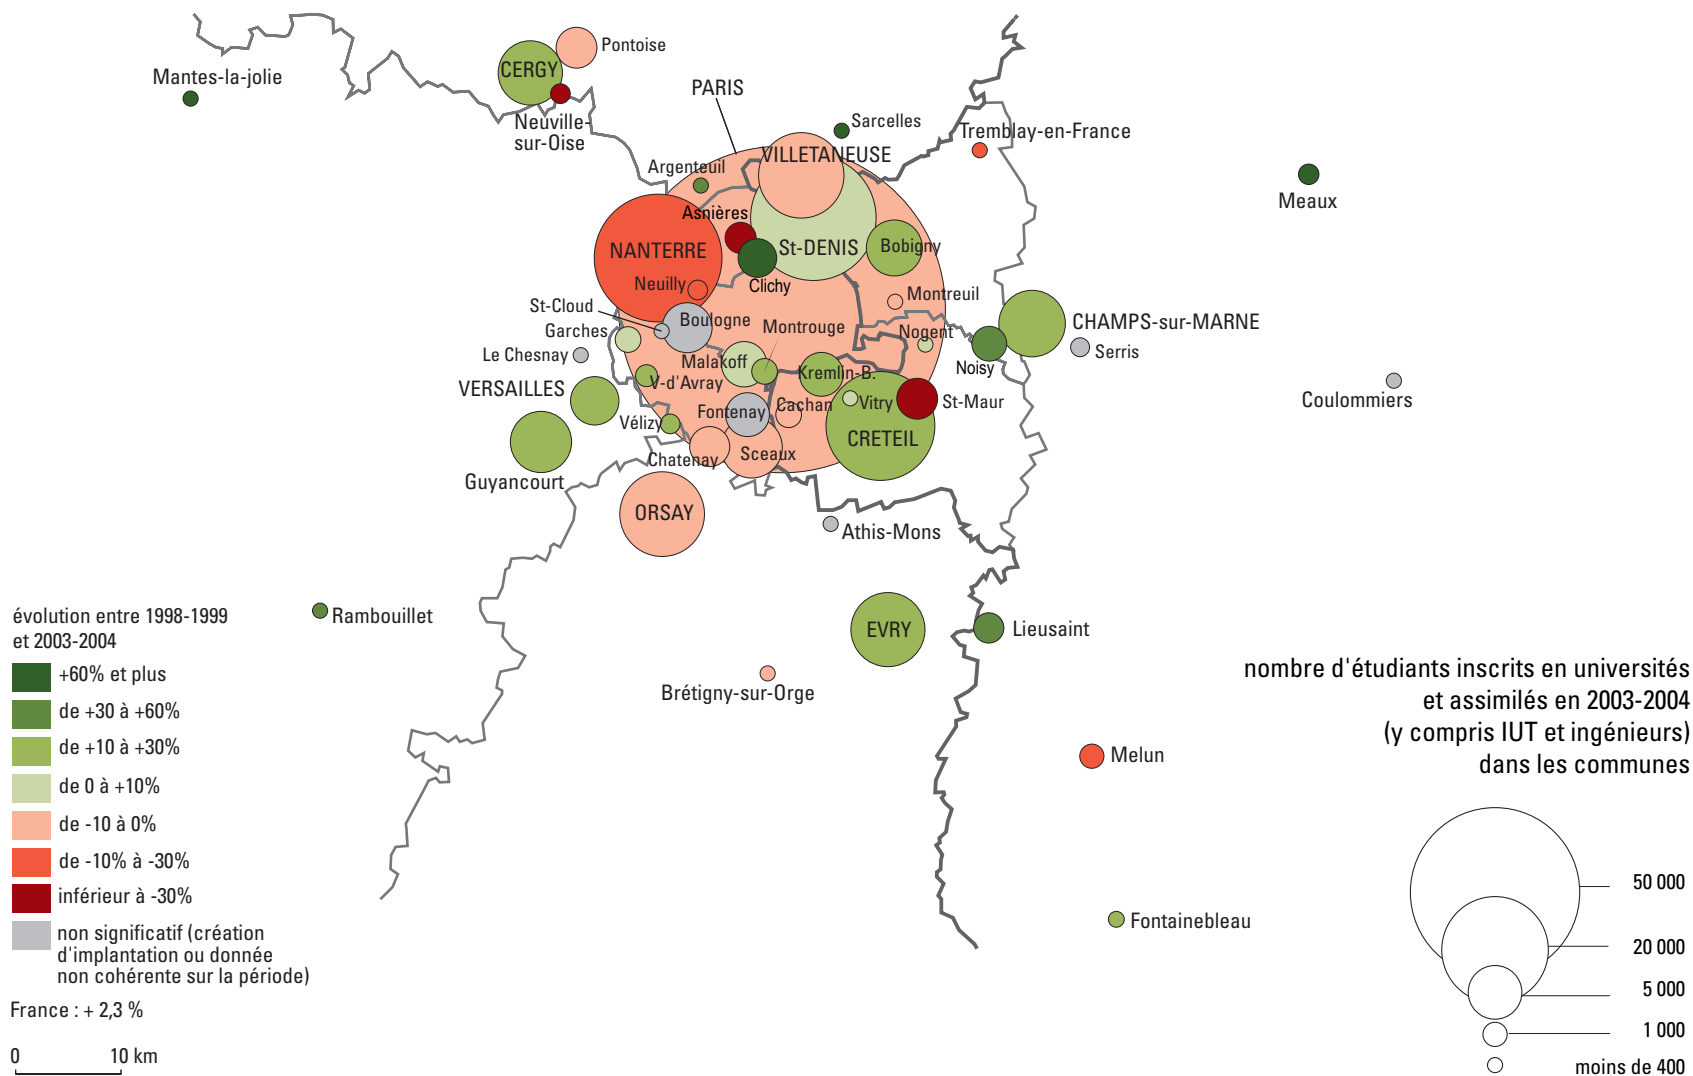 Pontoise
CERGY
Mantes-la-jolie
PARIS
Neuville-
sur-Oise
Sarcelles
Tremblay-en-France
VILLETANEUSE
Argenteuil
Meaux
Asnières
NANTERRE
St-DENIS
Bobigny
Neuilly
Clichy
Montreuil
St-Cloud
Boulogne
Montrouge
Garches
Nogent
CHAMPS-sur-MARNE
Le Chesnay
Malakoff
Serris
Noisy
V-d'Avray
Kremlin-B.
VERSAILLES
Coulommiers
Fontenay
Cachan
Vitry
St-Maur
Vélizy
CRETEIL
Chatenay
Sceaux
Guyancourt
ORSAY
Athis-Mons
Rambouillet
EVRY
Lieusaint
Brétigny-sur-Orge
Melun
Fontainebleau
évolution entre 1998-1999
et 2003-2004
+60% et plus
de +30 à +60%
de +10 à +30%
de 0 à +10%
de -10 à 0%
de -10% à -30%
inférieur à -30%
non significatif (création
d'implantation ou donnée
non cohérente sur la période)
France : + 2,3 %
0 10 km
nombre d'étudiants inscrits en universités
et assimilés en 2003-2004
(y compris IUT et ingénieurs)
dans les communes
50 000
20 000
5 000
1 000
moins de 400